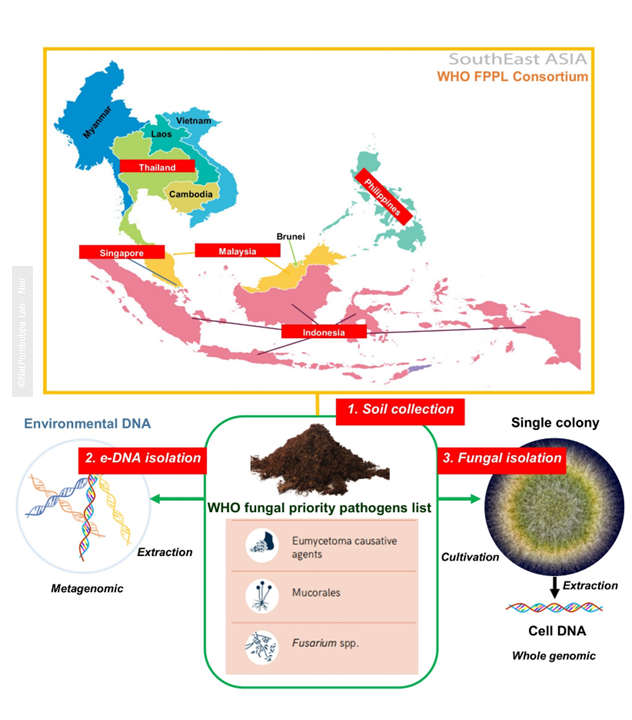 SouthEast ASIA
WHO FPPL Consortium
Myanmar
Vietnam
Laos
Thailand
Cambodia
Philippines
Brunei
Singapore
Malaysia
Indonesia
©Nat Pombubpa Lab - Nan
1. Soil collection
Environmental DNA
Single colony
2. e-DNA isolation
3. Fungal isolation
WHO fungal priority pathogens list
Eumycetoma causative
agents
Extraction
Cultivation
Metagenomic
Mucorales
Extraction
Cell DNA
Fusarium spp.
Whole genomic